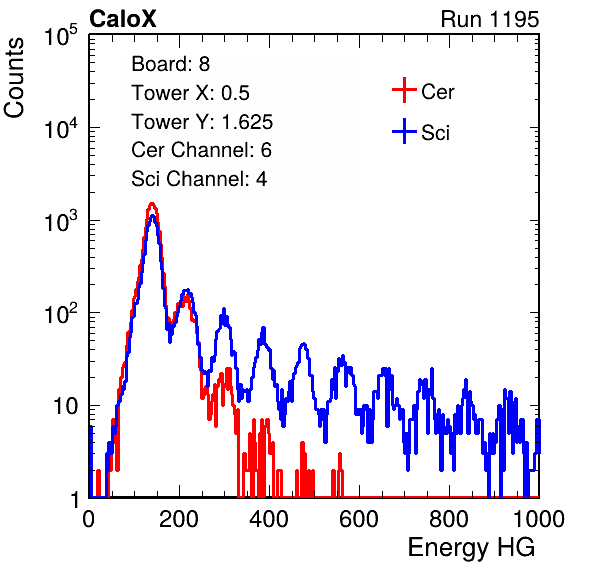 CaloX Run 1195
Counts
10^5
10^4
10^3
10^2
10
1
Board: 8
Tower X: 0.5
Tower Y: 1.625
Cer Channel: 6
Sci Channel: 4
Cer
Sci
0 200 400 600 800 1000
Energy HG